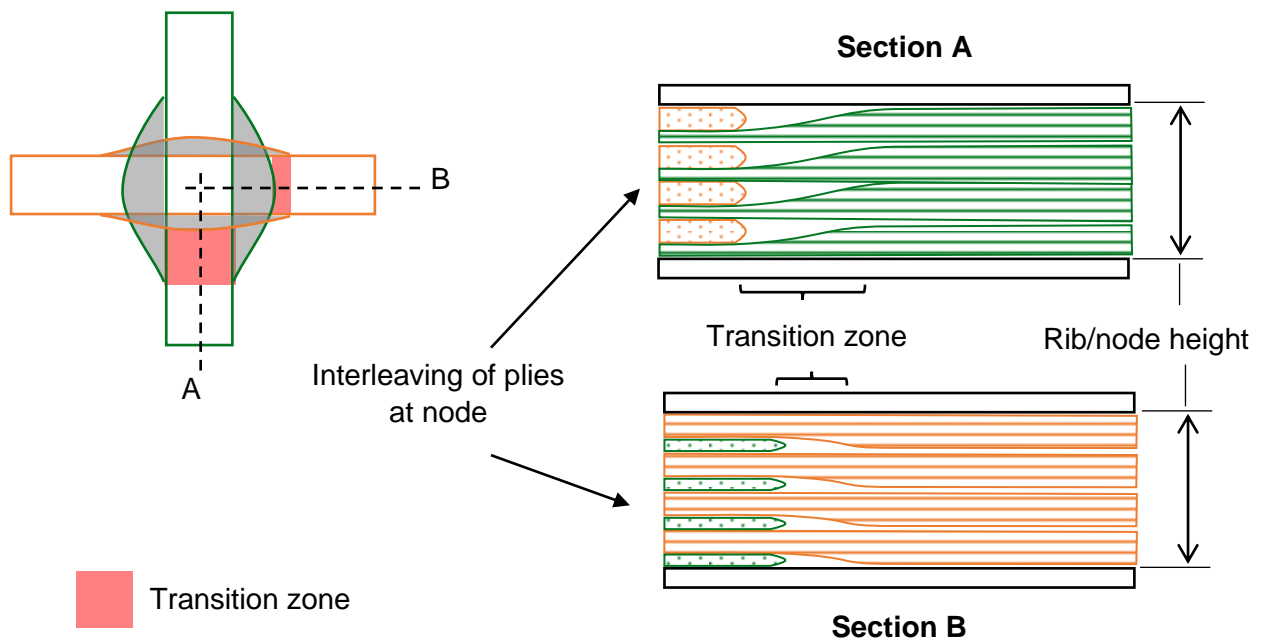 Section A
B
A
Interleaving of plies
at node
Transition zone
Rib/node height
Transition zone
Section B